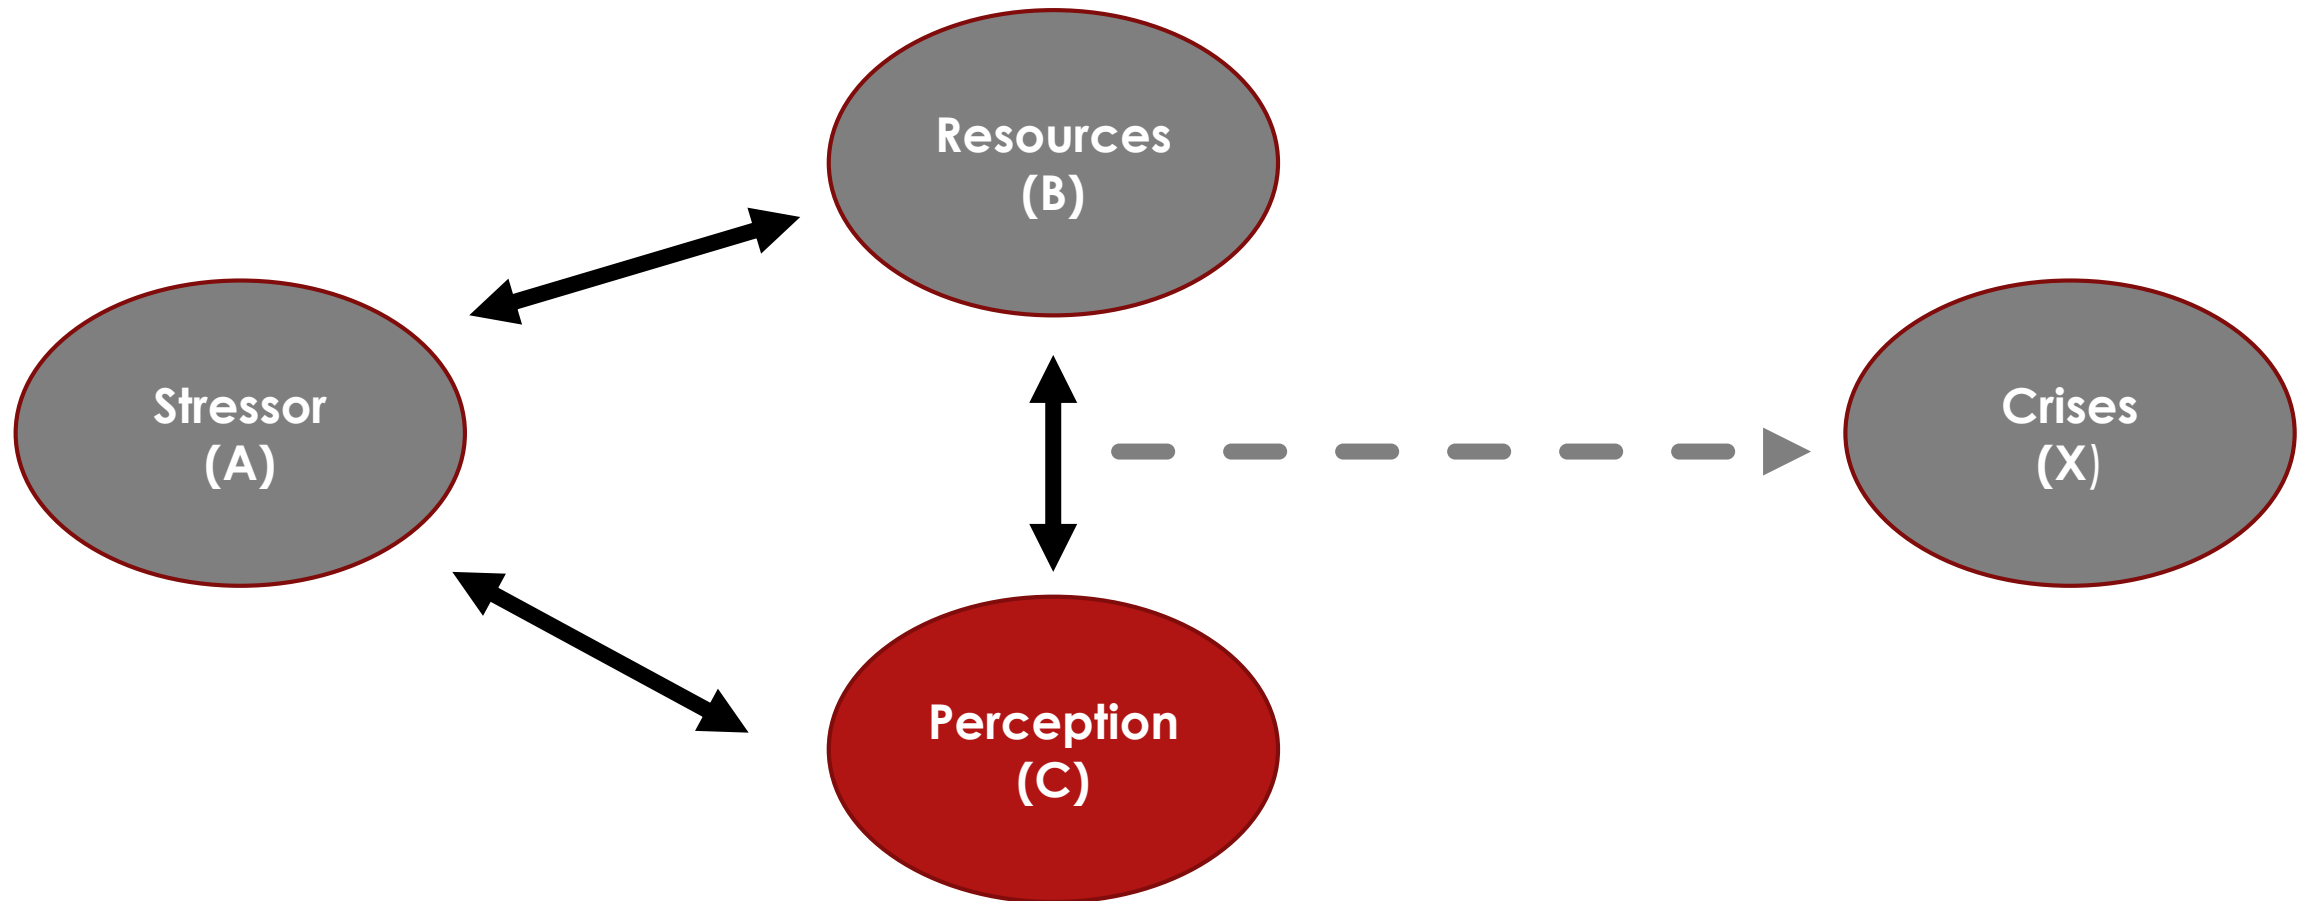 Resources
(B)
Stressor
(A)
Crises
(X)
Perception
(C)